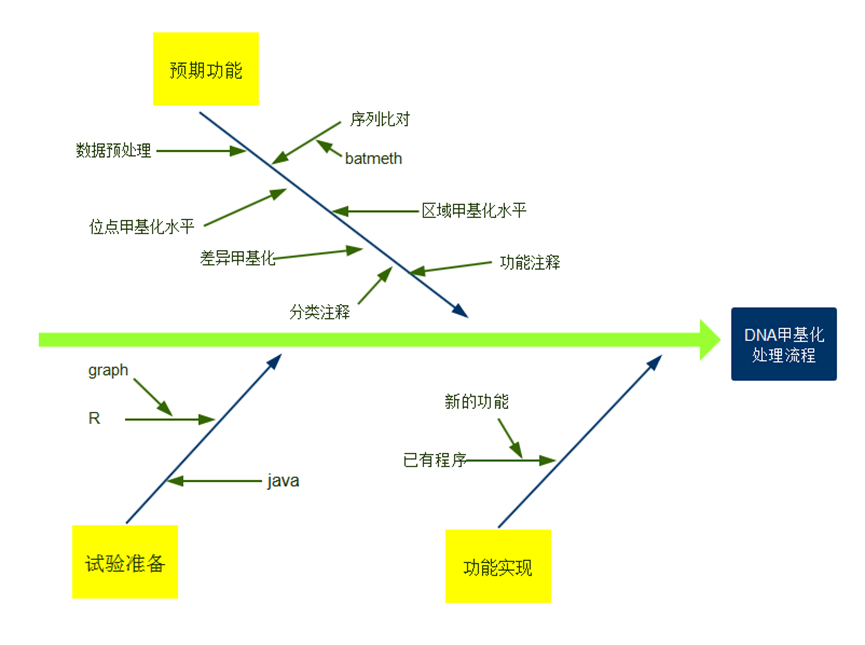 预期功能
序列比对
数据预处理
batmeth
区域甲基化水平
位点甲基化水平
差异甲基化
功能注释
分类注释
DNA甲基化
处理流程
graph
新的功能
R
已有程序
java
试验准备
功能实现